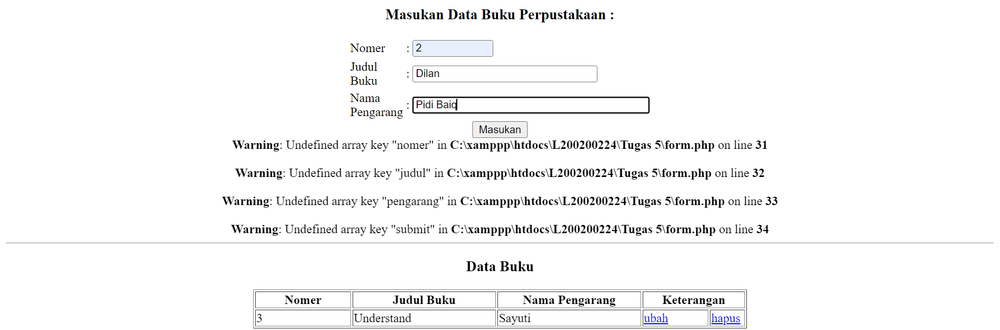 Masukan Data Buku Perpustakaan :
Nomer : 2
Judul Buku : Dilan
Nama Pengarang : Pidi Baiq
Masukan
Warning: Undefined array key "nomer" in C:\xamppp\htdocs\L200200224\Tugas 5\form.php on line 31
Warning: Undefined array key "judul" in C:\xamppp\htdocs\L200200224\Tugas 5\form.php on line 32
Warning: Undefined array key "pengarang" in C:\xamppp\htdocs\L200200224\Tugas 5\form.php on line 33
Warning: Undefined array key "submit" in C:\xamppp\htdocs\L200200224\Tugas 5\form.php on line 34
Data Buku
Nomer Judul Buku Nama Pengarang Keterangan
3 Understand Sayuti ubah hapus